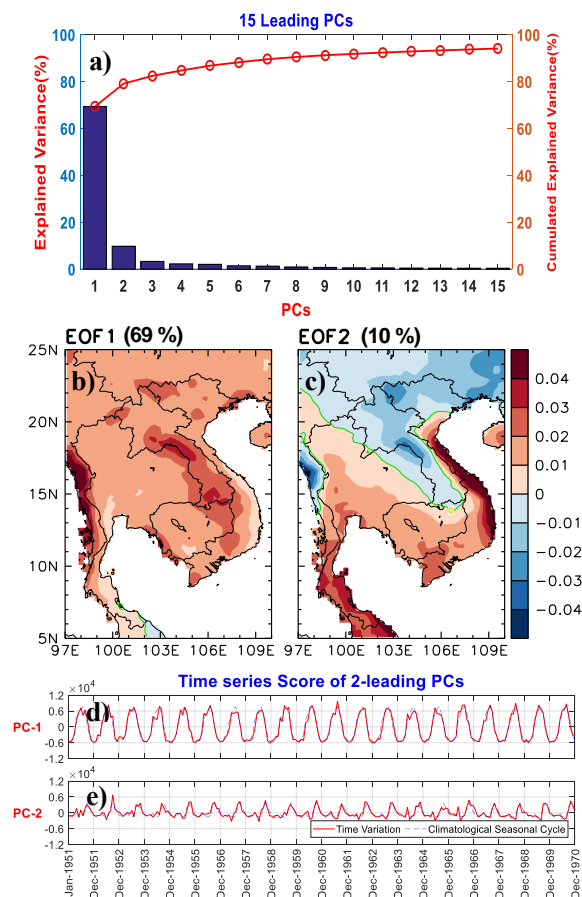 15 Leading PCs
a)
Explained Variance(%)
100
80
60
40
20
0
100
80
60
40
20
0
Cumulated Explained Variance(%)
1 2 3 4 5 6 7 8 9 10 11 12 13 14 15
PCs
EOF1 (69 %)
b)
25N
20N
15N
10N
5N
97E 100E 103E 106E 109E
EOF2 (10 %)
c)
0
97E 100E 103E 106E 109E
0.04
0.03
0.02
0.01
0
−0.01
−0.02
−0.03
−0.04
Time series Score of 2-leading PCs
×10⁴
d)
PC-1
1.2
0.6
0
-0.6
-1.2
×10⁴
e)
PC-2
1.2
0.6
0
-0.6
-1.2
Time Variation
Climatological Seasonal Cycle
Jan-1951
Dec-1951
Dec-1952
Dec-1953
Dec-1954
Dec-1955
Dec-1956
Dec-1957
Dec-1958
Dec-1959
Dec-1960
Dec-1961
Dec-1962
Dec-1963
Dec-1964
Dec-1965
Dec-1966
Dec-1967
Dec-1968
Dec-1969
Dec-1970